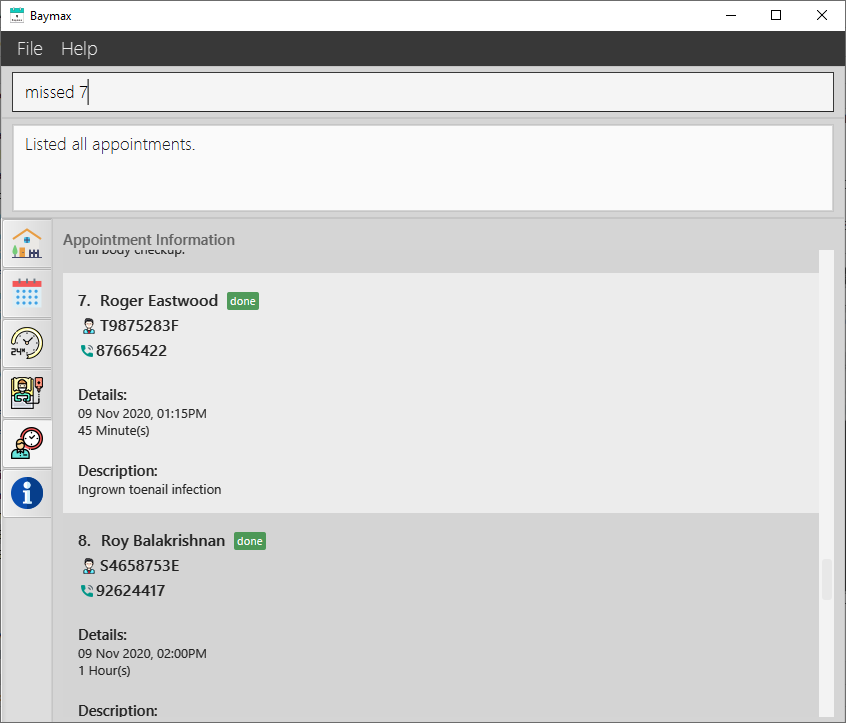 Baymax
File Help
missed 7
Listed all appointments.
Appointment Information
Full body checkup.
7. Roger Eastwood done
T9875283F
87665422
Details:
09 Nov 2020, 01:15PM
45 Minute(s)
Description:
Ingrown toenail infection
8. Roy Balakrishnan done
S4658753E
92624417
Details:
09 Nov 2020, 02:00PM
1 Hour(s)
Description: